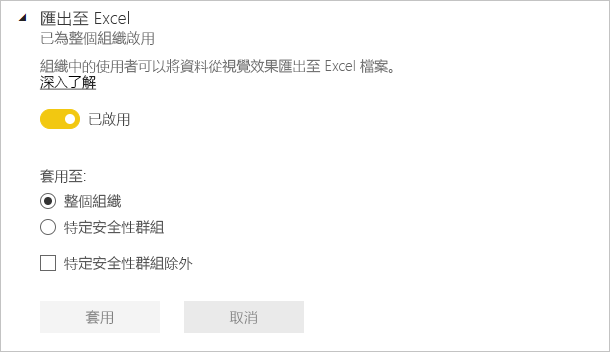 匯出至 Excel
已為整個組織啟用
組織中的使用者可以將資料從視覺效果匯出至 Excel 檔案。
深入了解
已啟用
套用至:
整個組織
特定安全性群組
特定安全性群組除外
套用
取消